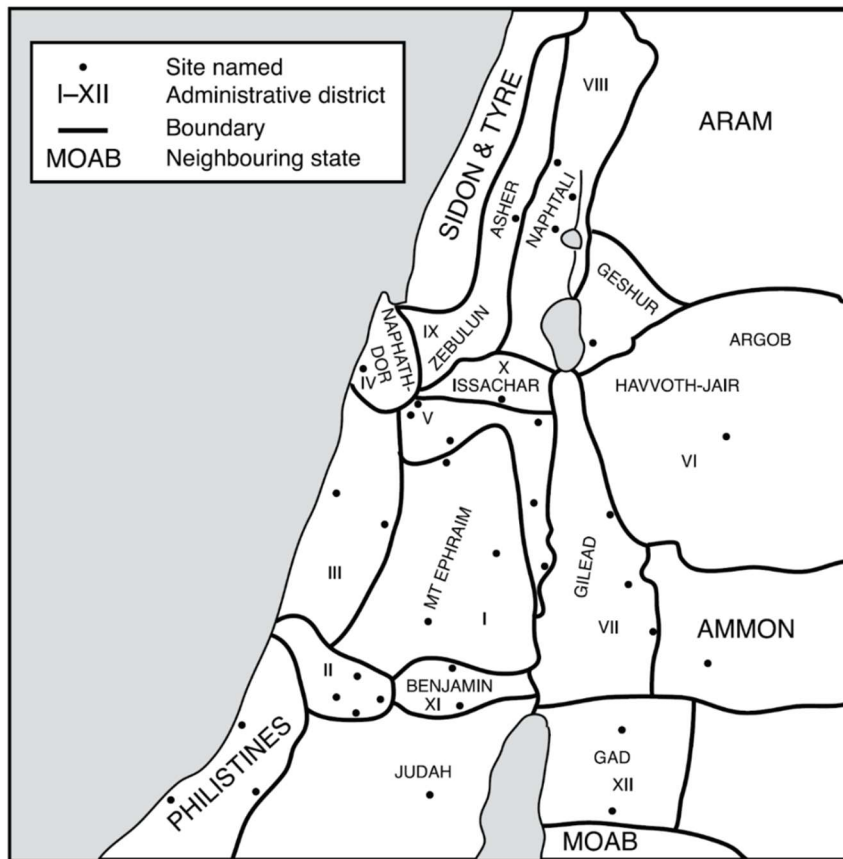 Site named
I–XII Administrative district
Boundary
MOAB Neighbouring state
SIDON & TYRE
VIII
ARAM
ASHER
NAPHTALI
GESHUR
NAPHATH-
DOR
IV
IX
ZEBULUN
X
ISSACHAR
ARGOB
HAVVOTH-JAIR
VI
V
III
MT EPHRAIM
I
GILEAD
VII
AMMON
II
BENJAMIN
XI
PHILISTINES
JUDAH
GAD
XII
MOAB